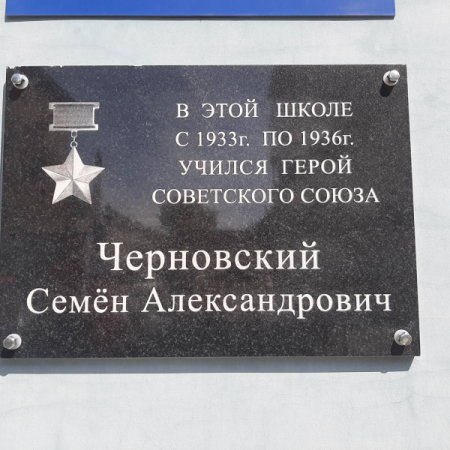 В ЭТОЙ ШКОЛЕ
С 1933г. ПО 1936г.
УЧИЛСЯ ГЕРОЙ
СОВЕТСКОГО СОЮЗА
Черновский
Семён Александрович